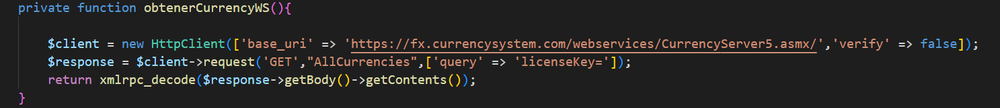 private function obtenerCurrencyWS(){
$client = new HttpClient(['base_uri' => 'https://fx.currencysystem.com/webservices/CurrencyServer5.asmx/','verify' => false]);
$response = $client->request('GET',"AllCurrencies",['query' => 'licenseKey=']);
return xmlrpc_decode($response->getBody()->getContents());
}